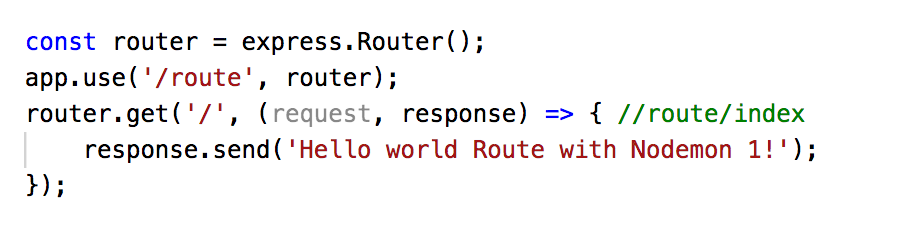 const router = express.Router();
app.use('/route', router);
router.get('/', (request, response) => { //route/index
    response.send('Hello world Route with Nodemon 1!');
});